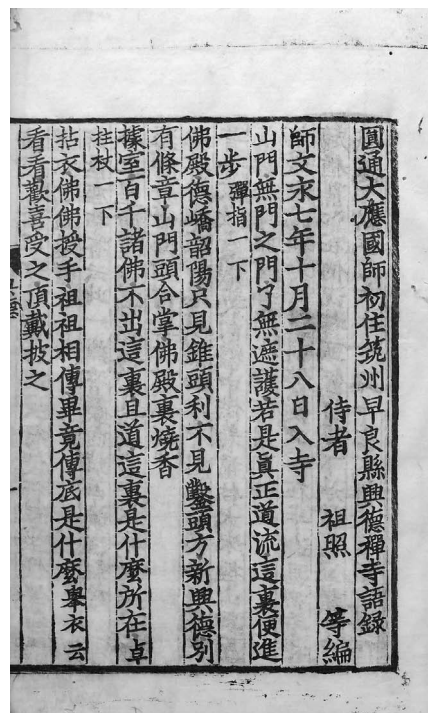 圓通大應國師初住筑州早良縣興德禪寺語錄
侍者　祖照　等編
師文永七年十月二十八日入寺
山門無門之門了無遮護若是眞正道流這裏便進
一步彈指一下
佛殿德嶠韶陽只見錐頭利不見鑿頭方新興德別
有條章山門頭合掌佛殿裏燒香
據室百千諸佛不出這裏且道這裏是什麼所在卓
拄杖一下
拈衣佛佛授手祖祖相傳畢竟傳底是什麼舉衣云
看看歡喜受之頂戴披之